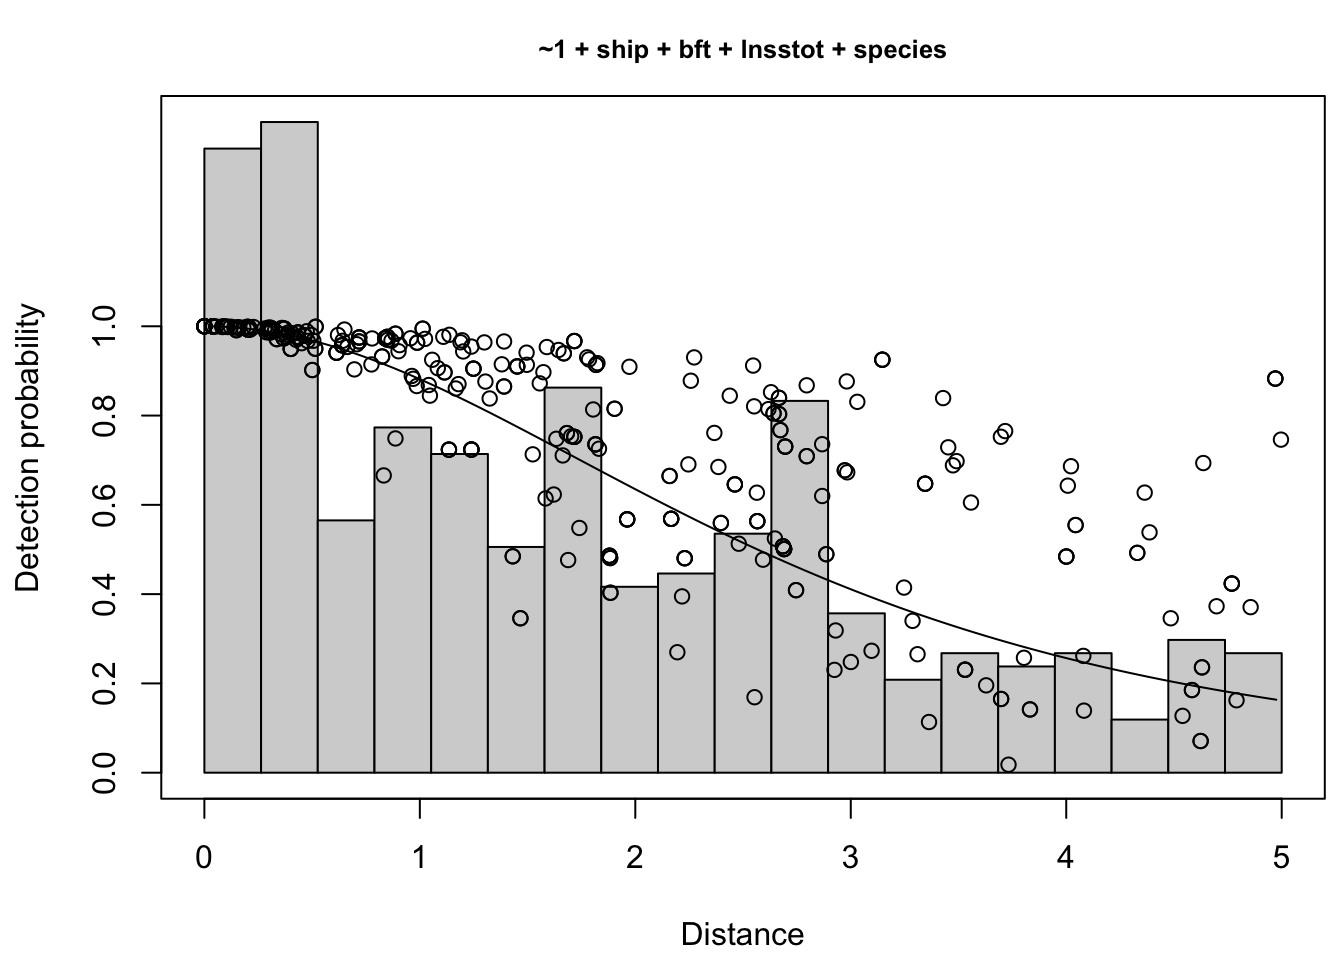 ~1 + ship + bft + lnsstot + species
Detection probability
1.0
0.8
0.6
0.4
0.2
0.0
0 1 2 3 4 5
Distance